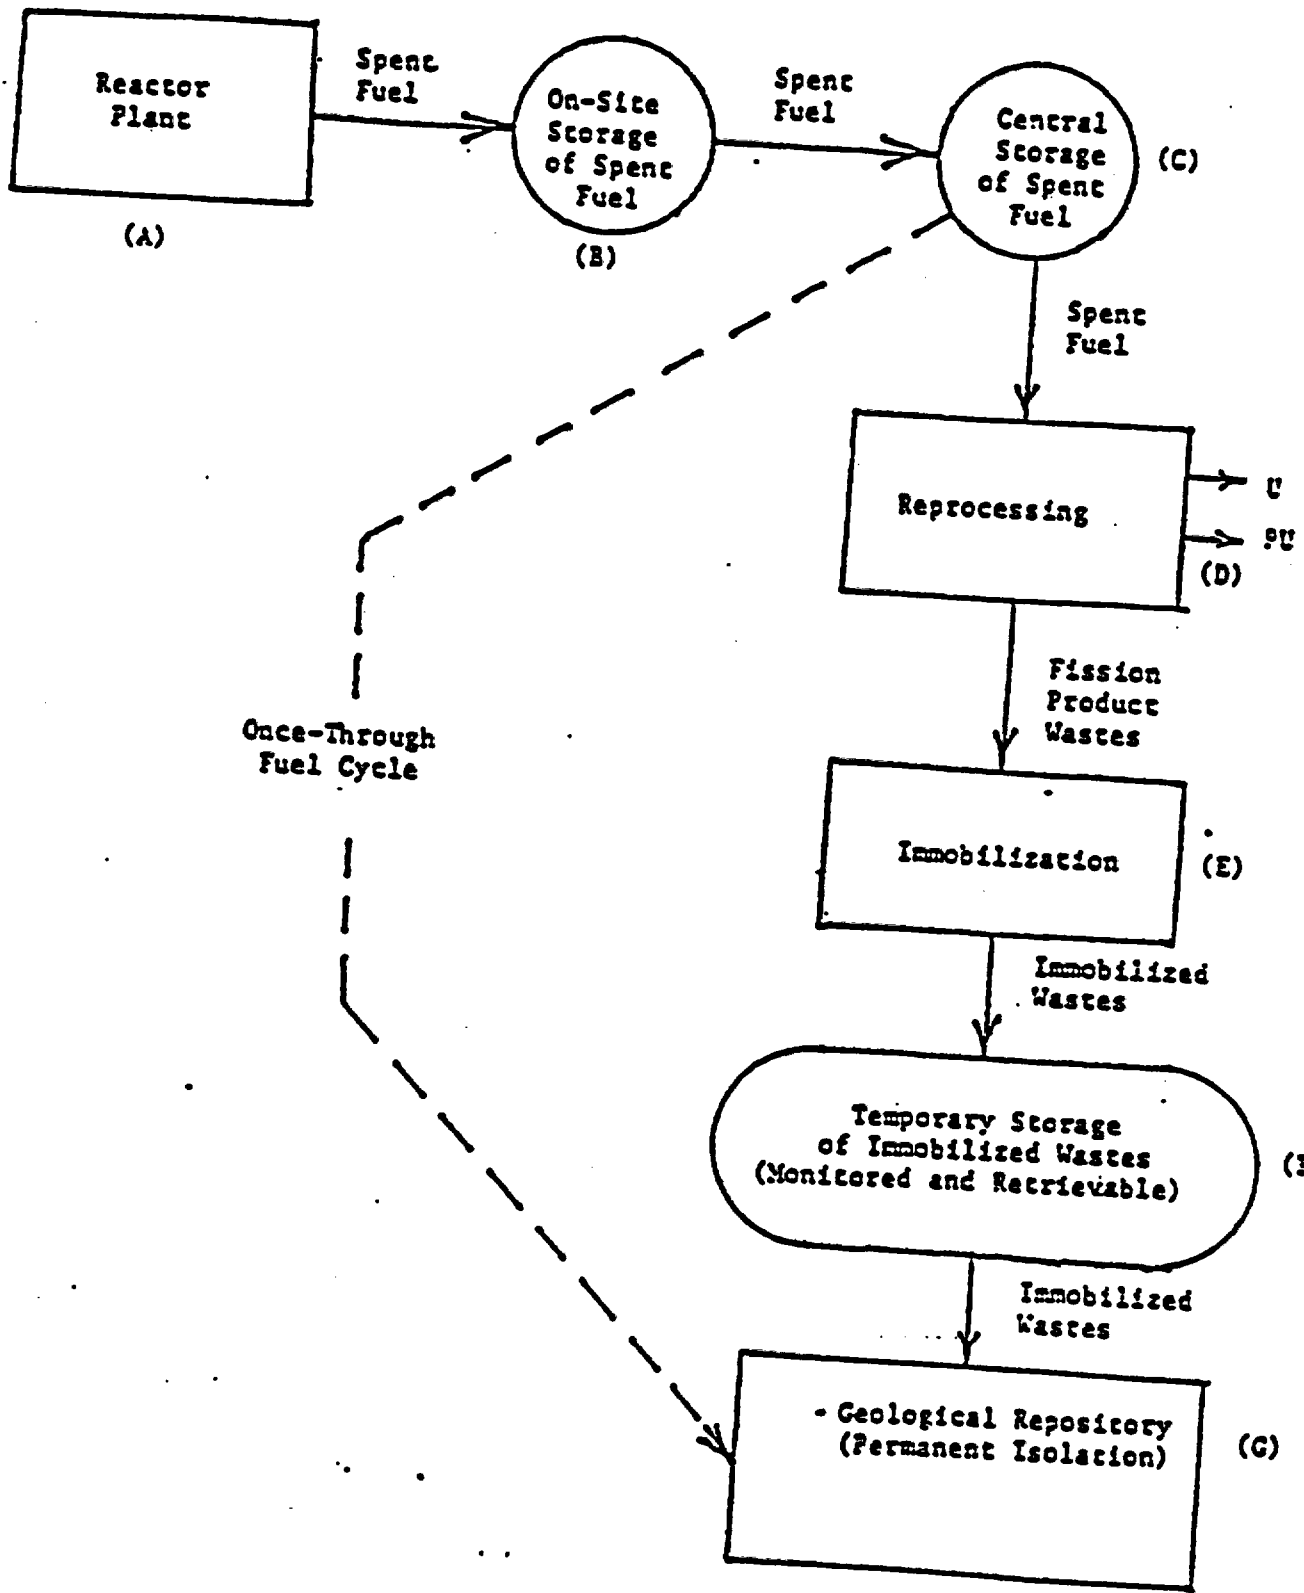 Reactor
Plant
(A)
Spent
Fuel
On-Site
Storage
of Spent
Fuel
(B)
Spent
Fuel
Central
Storage
of Spent
Fuel
(C)
Spent
Fuel
Reprocessing
U
PU
(D)
Fission
Product
Wastes
Once-Through
Fuel Cycle
Immobilization
(E)
Immobilized
Wastes
Temporary Storage
of Immobilized Wastes
(Monitored and Retrievable)
Immobilized
Wastes
Geological Repository
(Permanent Isolation)
(G)